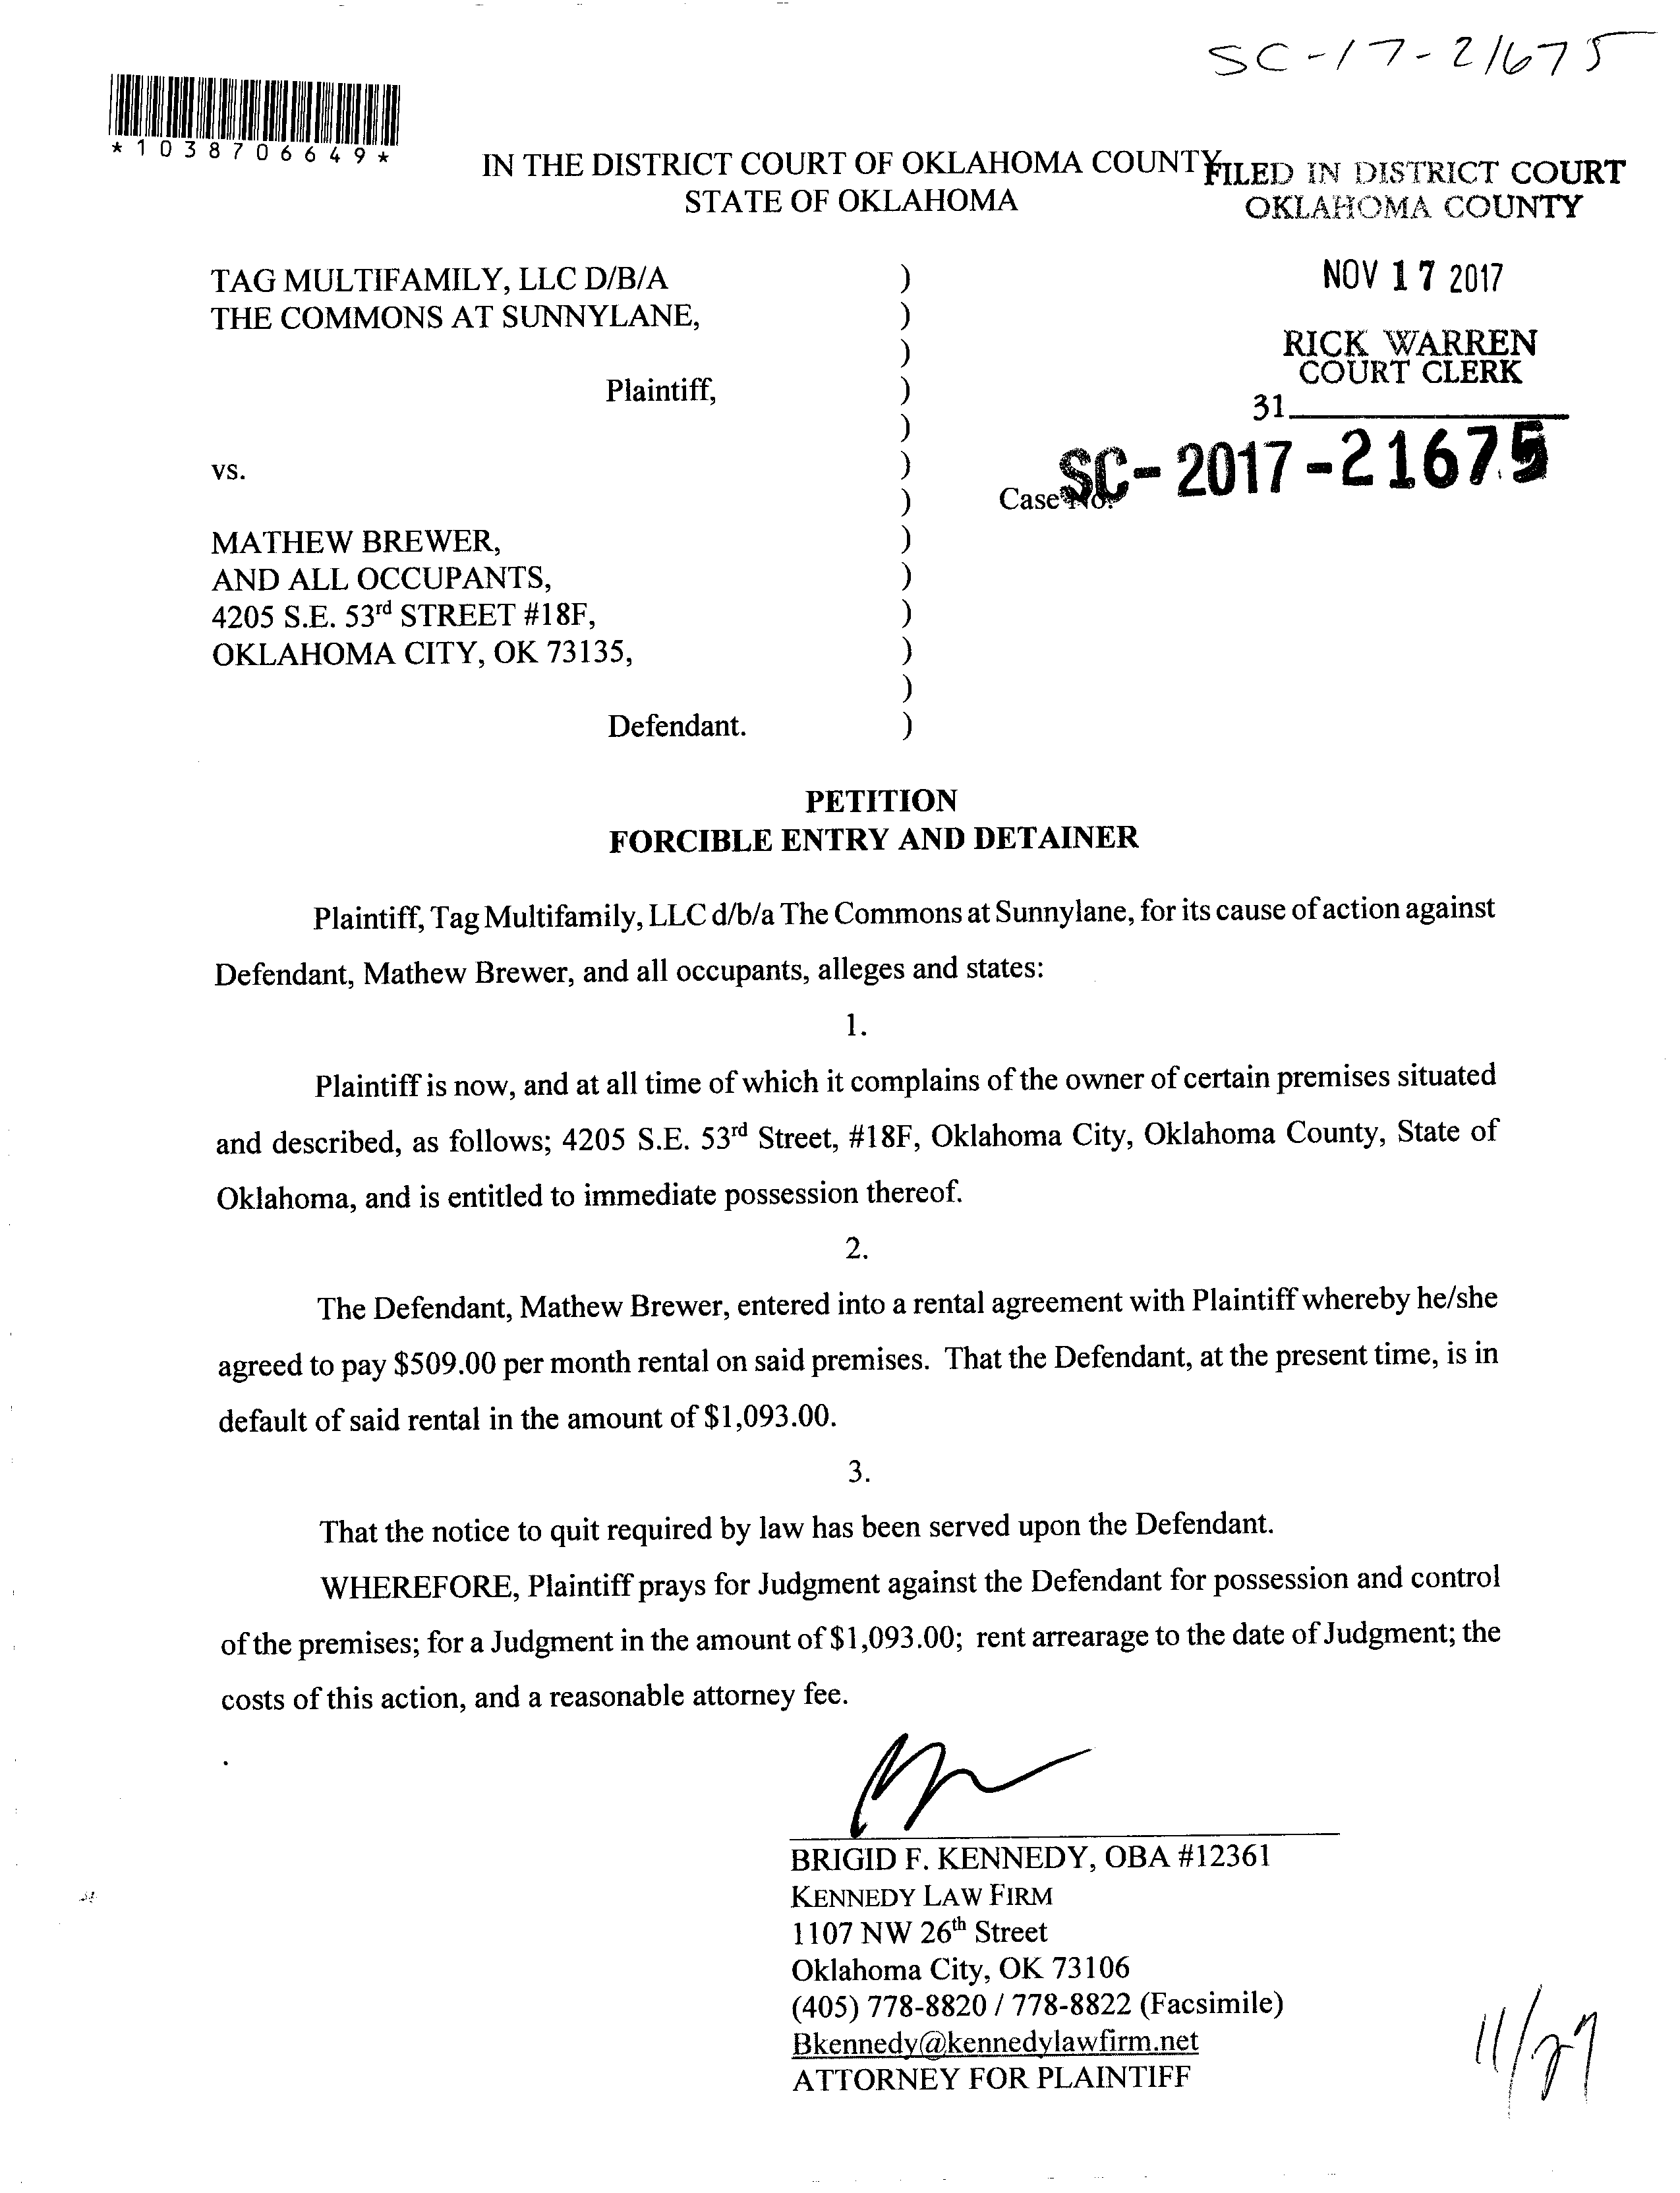 SC-17-21675
*1038706649*
IN THE DISTRICT COURT OF OKLAHOMA COUNTY
STATE OF OKLAHOMA
FILED IN DISTRICT COURT
OKLAHOMA COUNTY
NOV 17 2017
RICK WARREN
COURT CLERK
31
TAG MULTIFAMILY, LLC D/B/A )
THE COMMONS AT SUNNYLANE, )
)
Plaintiff, )
)
vs. )
) Case No. SC-2017-21675
MATHEW BREWER, )
AND ALL OCCUPANTS, )
4205 S.E. 53rd STREET #18F, )
OKLAHOMA CITY, OK 73135, )
)
Defendant. )
PETITION
FORCIBLE ENTRY AND DETAINER
Plaintiff, Tag Multifamily, LLC d/b/a The Commons at Sunnylane, for its cause of action against
Defendant, Mathew Brewer, and all occupants, alleges and states:
1.
Plaintiff is now, and at all time of which it complains of the owner of certain premises situated
and described, as follows; 4205 S.E. 53rd Street, #18F, Oklahoma City, Oklahoma County, State of
Oklahoma, and is entitled to immediate possession thereof.
2.
The Defendant, Mathew Brewer, entered into a rental agreement with Plaintiff whereby he/she
agreed to pay $509.00 per month rental on said premises. That the Defendant, at the present time, is in
default of said rental in the amount of $1,093.00.
3.
That the notice to quit required by law has been served upon the Defendant.
WHEREFORE, Plaintiff prays for Judgment against the Defendant for possession and control
of the premises; for a Judgment in the amount of $1,093.00; rent arrearage to the date of Judgment; the
costs of this action, and a reasonable attorney fee.
BRIGID F. KENNEDY, OBA #12361
KENNEDY LAW FIRM
1107 NW 26th Street
Oklahoma City, OK 73106
(405) 778-8820 / 778-8822 (Facsimile)
Bkennedy@kennedylawfirm.net
ATTORNEY FOR PLAINTIFF
11/29